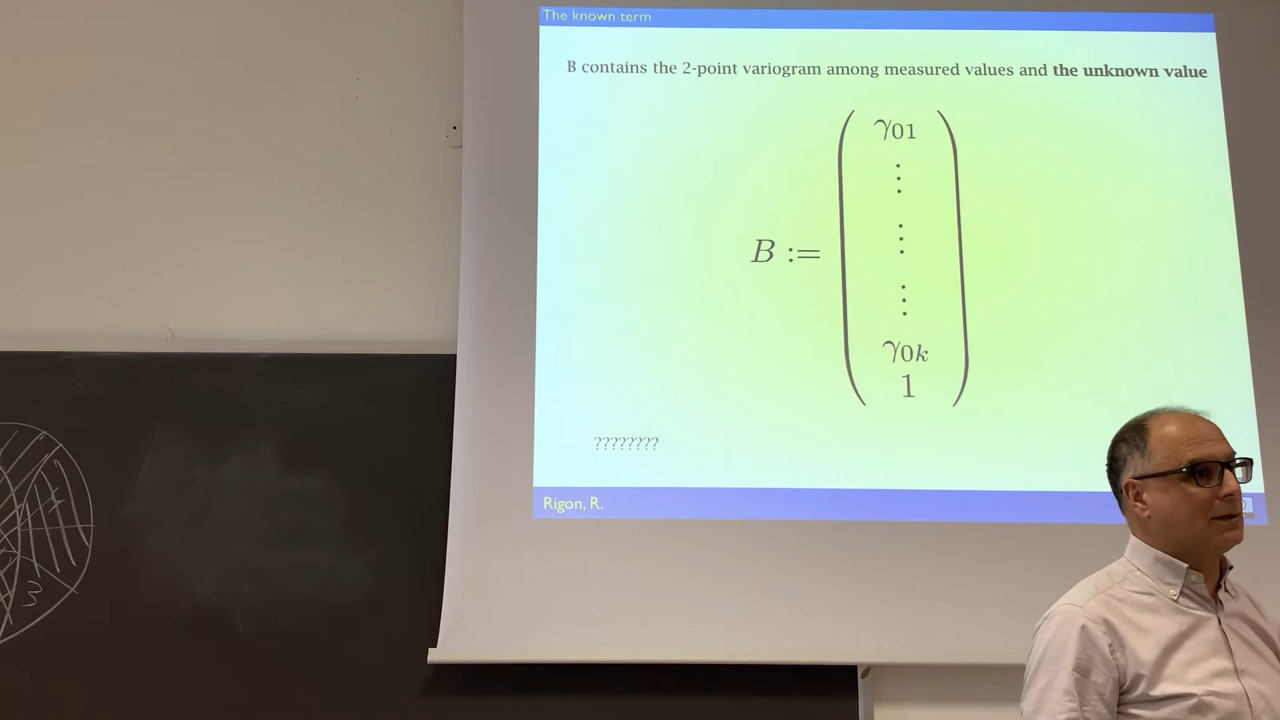 The known term
B contains the 2-point variogram among measured values and the unknown value
γ01
⋮
⋮
B :=
⋮
γ0k
1
????????
Rigon, R.
3